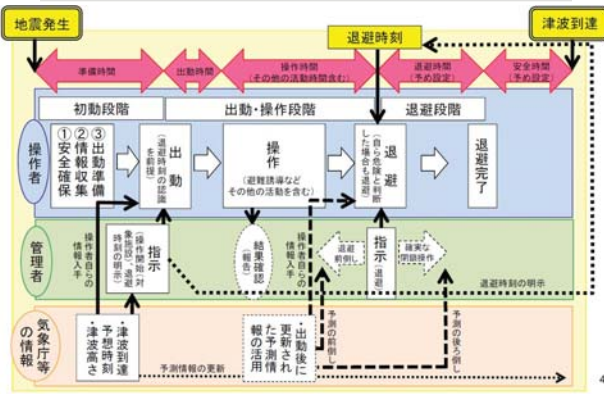 地震発生
退避時刻
津波到達
準備時間
出動時間
操作時間
(その他の活動時間含む)
退避時間
(予め設定)
安全時間
(予め設定)
初動段階
出動・操作段階
退避段階
操作者
①安全確保
②情報収集
③出動準備
出動
(退避時刻の認識
を前提)
操作
(避難誘導など
その他の活動を含む)
退避
(自ら危険と判断
した場合も退避)
退避完了
管理者
操作者自らの
情報入手
指示
(操作開始(対
象施設)、退避
時刻の明示)
結果確認
(報告)
操作者自らの
情報入手
退避
前倒し
指示
(退避)
確実な
閉鎖操作
退避時刻の明示
気象庁等
の情報
・津波到達
予想時刻
・津波高さ
予測情報の更新
・出動後に
更新され
た予測情
報の活用
予測の前倒し
予測の後ろ倒し
4